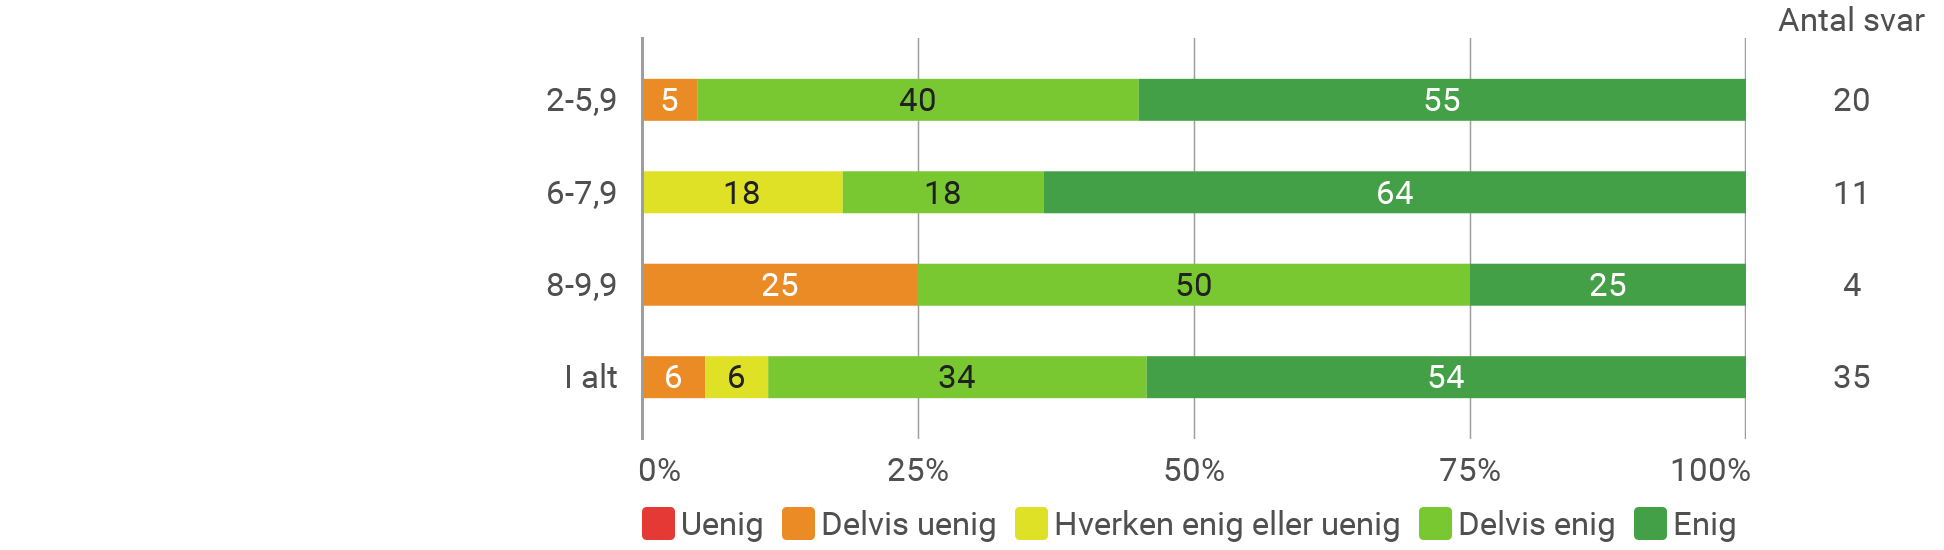 Antal svar
2-5,9 5 40 55 20
6-7,9 18 18 64 11
8-9,9 25 50 25 4
I alt 6 6 34 54 35
0% 25% 50% 75% 100%
Uenig Delvis uenig Hverken enig eller uenig Delvis enig Enig